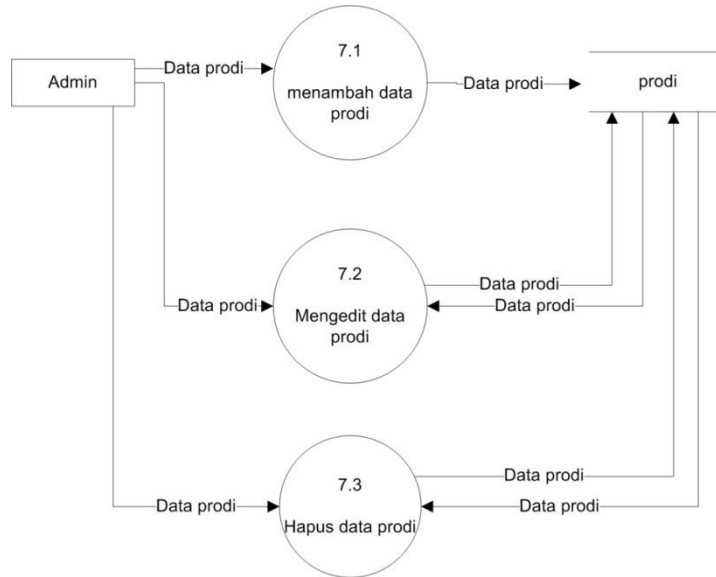 7.1
Data prodi
Admin
menambah data
prodi
Data prodi
prodi
7.2
Data prodi
Data prodi
Mengedit data
prodi
Data prodi
7.3
Data prodi
Data prodi
Hapus data prodi
Data prodi